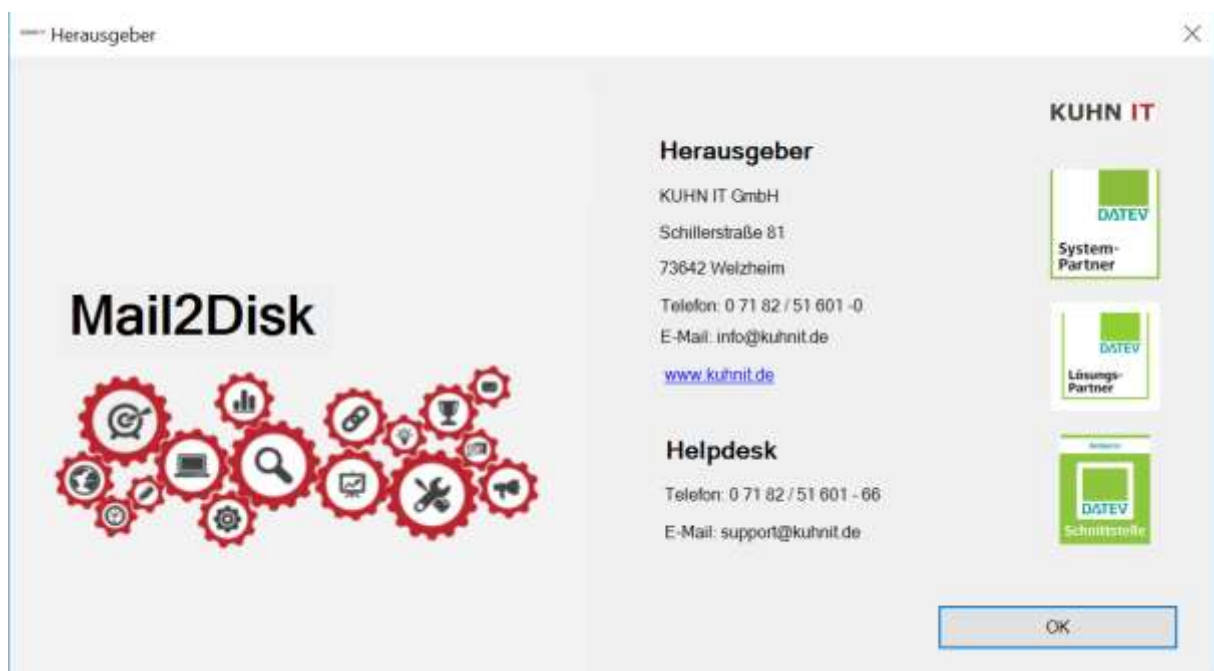 Herausgeber
Mail2Disk
KUHN IT
Herausgeber
KUHN IT GmbH
Schillerstraße 81
73642 Welzheim
Telefon: 0 71 82 / 51 601 -0
E-Mail: info@kuhnit.de
www.kuhnit.de
Helpdesk
Telefon: 0 71 82 / 51 601 - 66
E-Mail: support@kuhnit.de
DATEV
System-
Partner
DATEV
Lösungs-
Partner
DATEV
Schnittstelle
OK